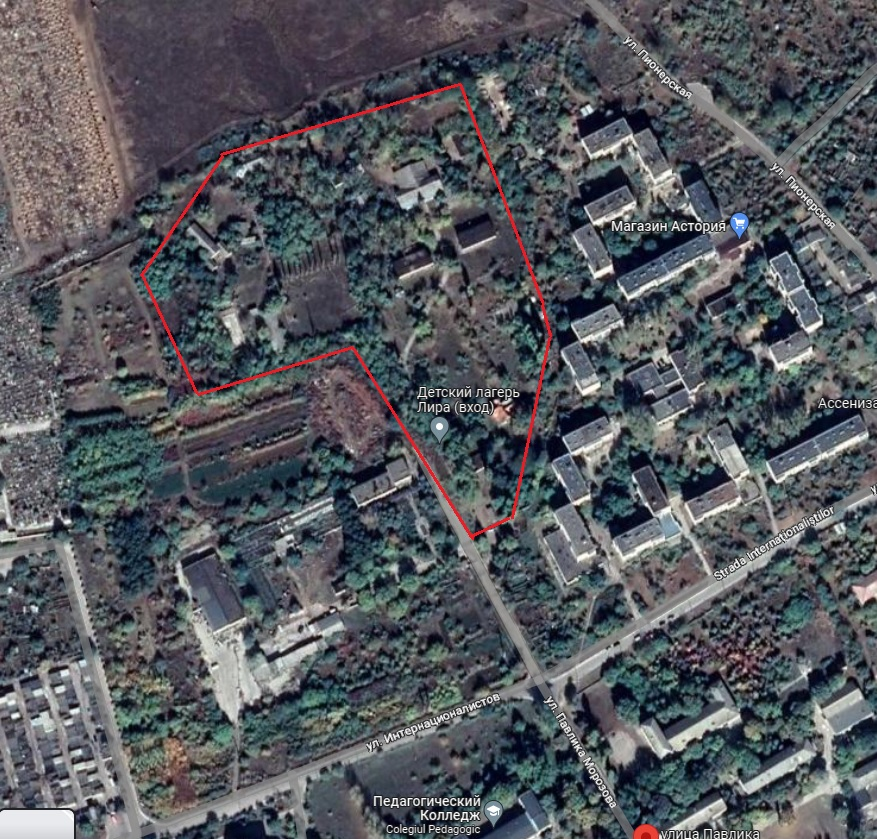 ул. Пионерская
ул. Пионерская
Магазин Астория
Детский лагерь
Лира (вход)
Ассениза
Strada Internaționaliștilor
ул. Интернационалистов
ул. Павлика Морозова
Педагогический
Колледж
Colegiul Pedagogic
улица Павлика